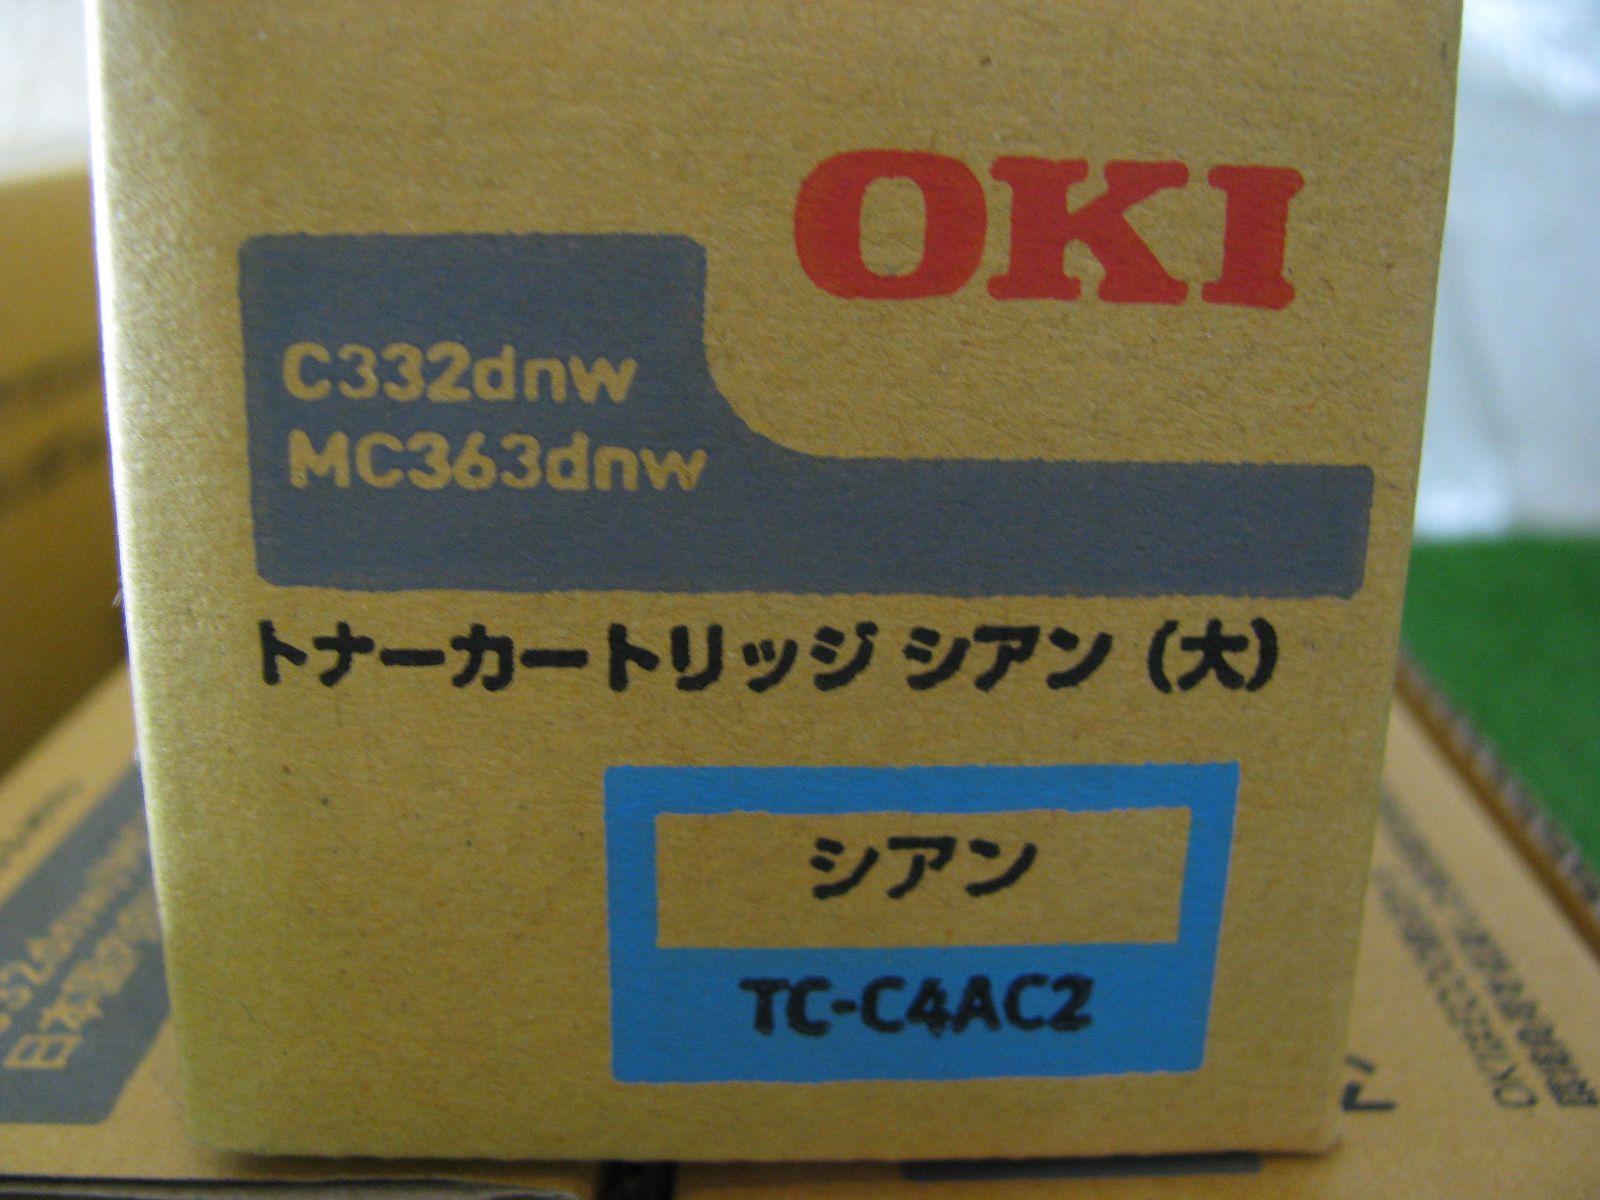 OKI
C332dnw
MC363dnw
トナーカートリッジ シアン (大)
シアン
TC-C4AC2